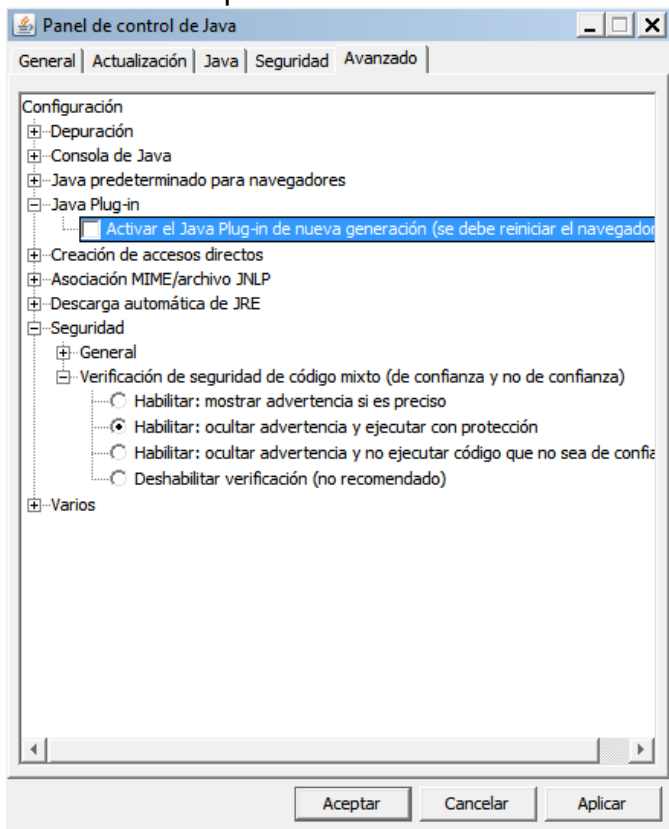 Panel de control de Java
General Actualización Java Seguridad Avanzado
Configuración
Depuración
Consola de Java
Java predeterminado para navegadores
Java Plug-in
Activar el Java Plug-in de nueva generación (se debe reiniciar el navegador
Creación de accesos directos
Asociación MIME/archivo JNLP
Descarga automática de JRE
Seguridad
General
Verificación de seguridad de código mixto (de confianza y no de confianza)
Habilitar: mostrar advertencia si es preciso
Habilitar: ocultar advertencia y ejecutar con protección
Habilitar: ocultar advertencia y no ejecutar código que no sea de confia
Deshabilitar verificación (no recomendado)
Varios
Aceptar Cancelar Aplicar